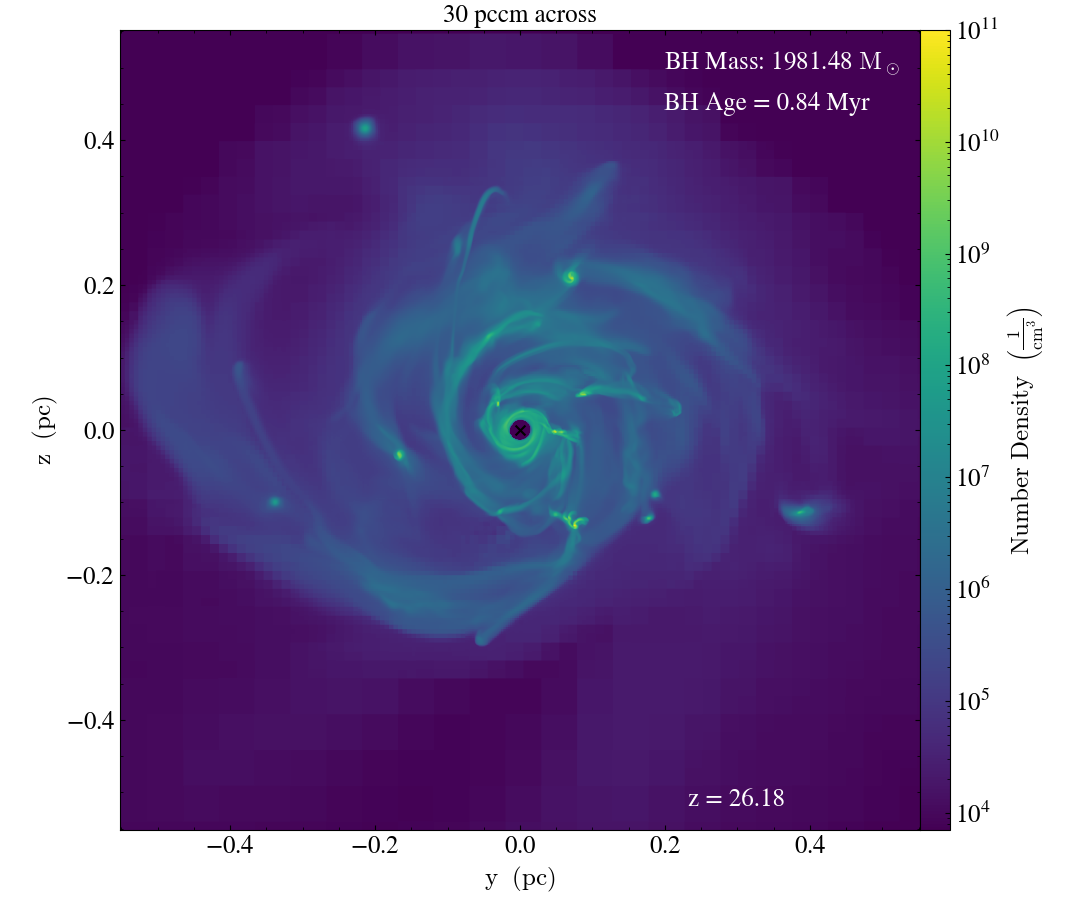 30 pccm across
BH Mass: 1981.48 M⊙
BH Age = 0.84 Myr
z = 26.18
0.4
0.2
0.0
−0.2
−0.4
z (pc)
−0.4 −0.2 0.0 0.2 0.4
y (pc)
10¹¹
10¹⁰
10⁹
10⁸
10⁷
10⁶
10⁵
10⁴
Number Density (1/cm³)